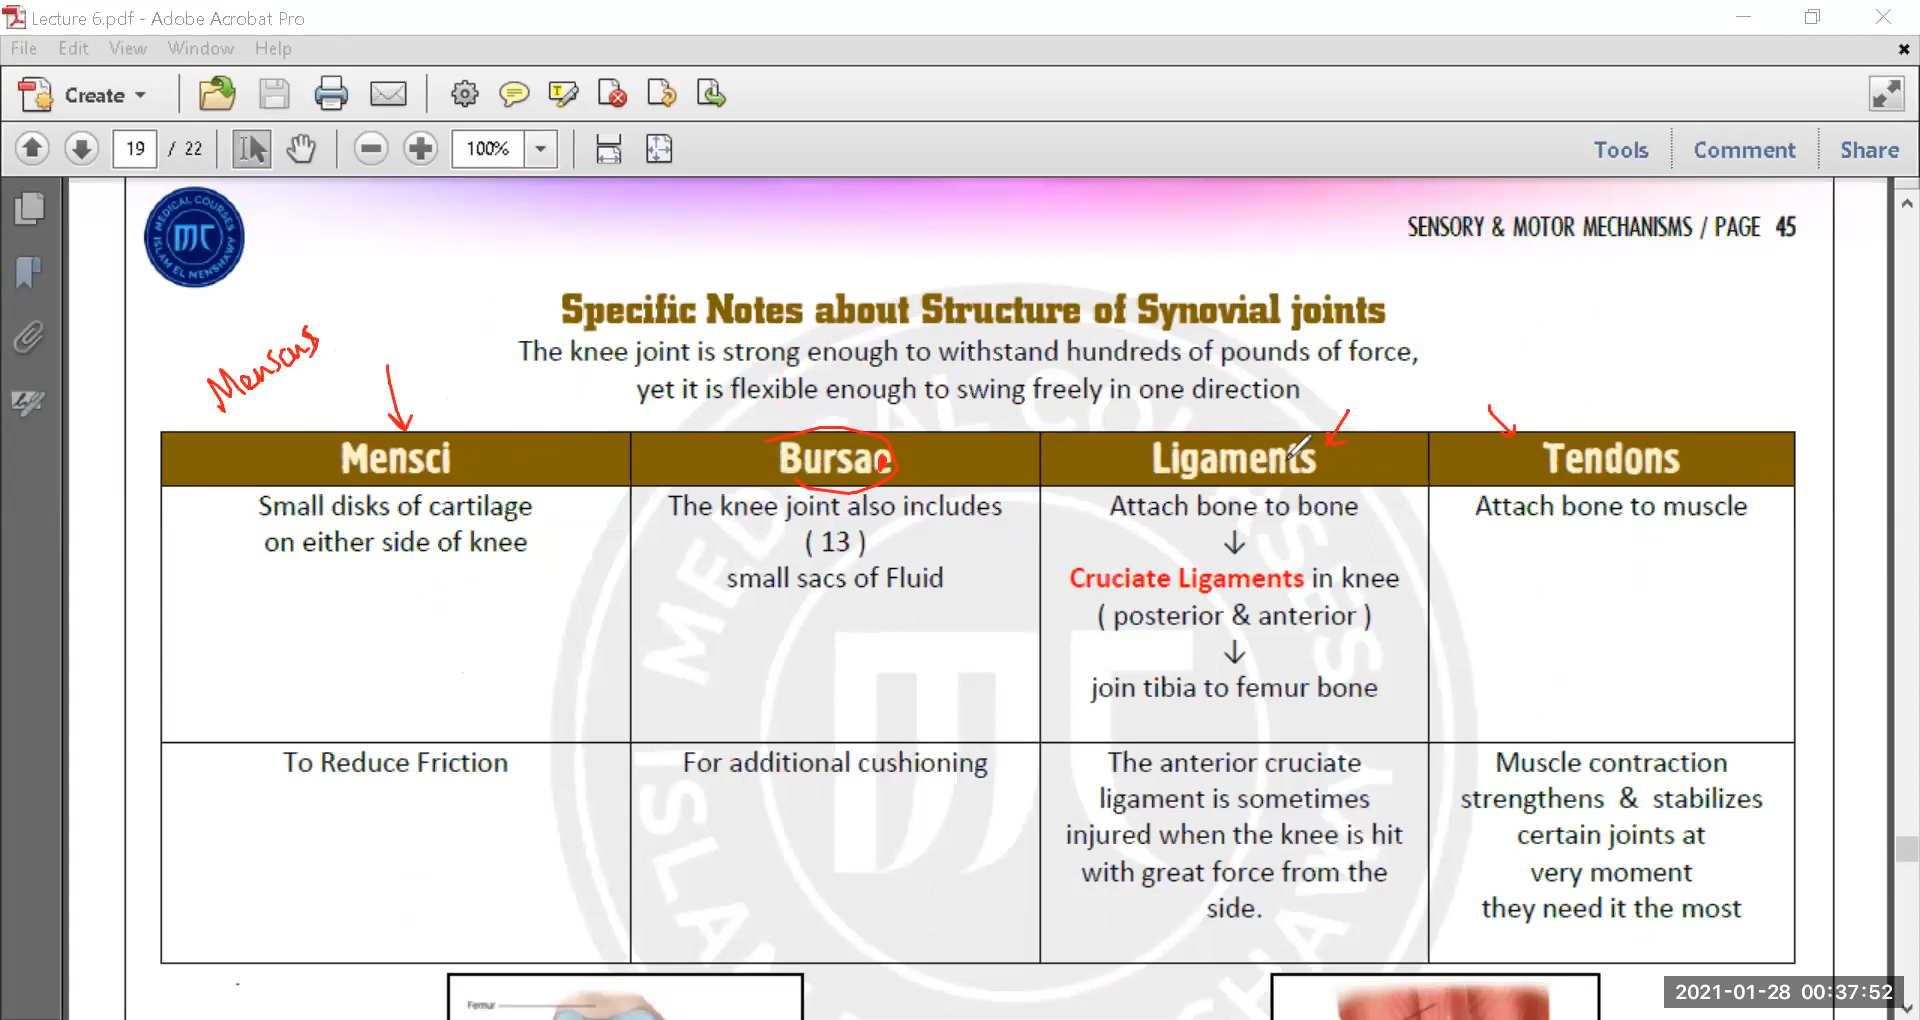 Lecture 6.pdf - Adobe Acrobat Pro
File Edit View Window Help
Create
19 / 22 100% Tools Comment Share
MEDICAL COURSES
MC
ISLAM EL MENSHAWY
SENSORY & MOTOR MECHANISMS / PAGE 45
Specific Notes about Structure of Synovial joints
The knee joint is strong enough to withstand hundreds of pounds of force,
yet it is flexible enough to swing freely in one direction
Mensci
Small disks of cartilage
on either side of knee
To Reduce Friction
Bursae
The knee joint also includes
( 13 )
small sacs of Fluid
For additional cushioning
Ligaments
Attach bone to bone
↓
Cruciate Ligaments in knee
( posterior & anterior )
↓
join tibia to femur bone
The anterior cruciate
ligament is sometimes
injured when the knee is hit
with great force from the
side.
Tendons
Attach bone to muscle
Muscle contraction
strengthens & stabilizes
certain joints at
very moment
they need it the most
Femur
2021-01-28 00:37:52